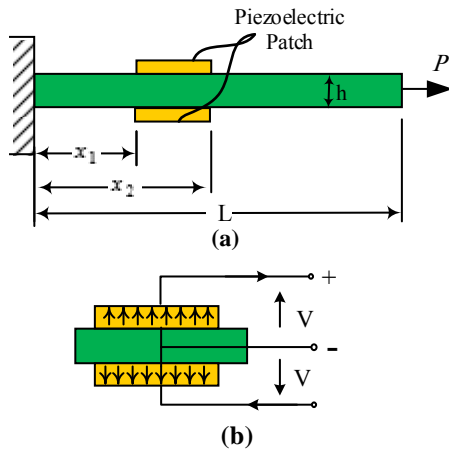 Piezoelectric
Patch
P
h
x₁
x₂
L
(a)
+
V
-
V
(b)